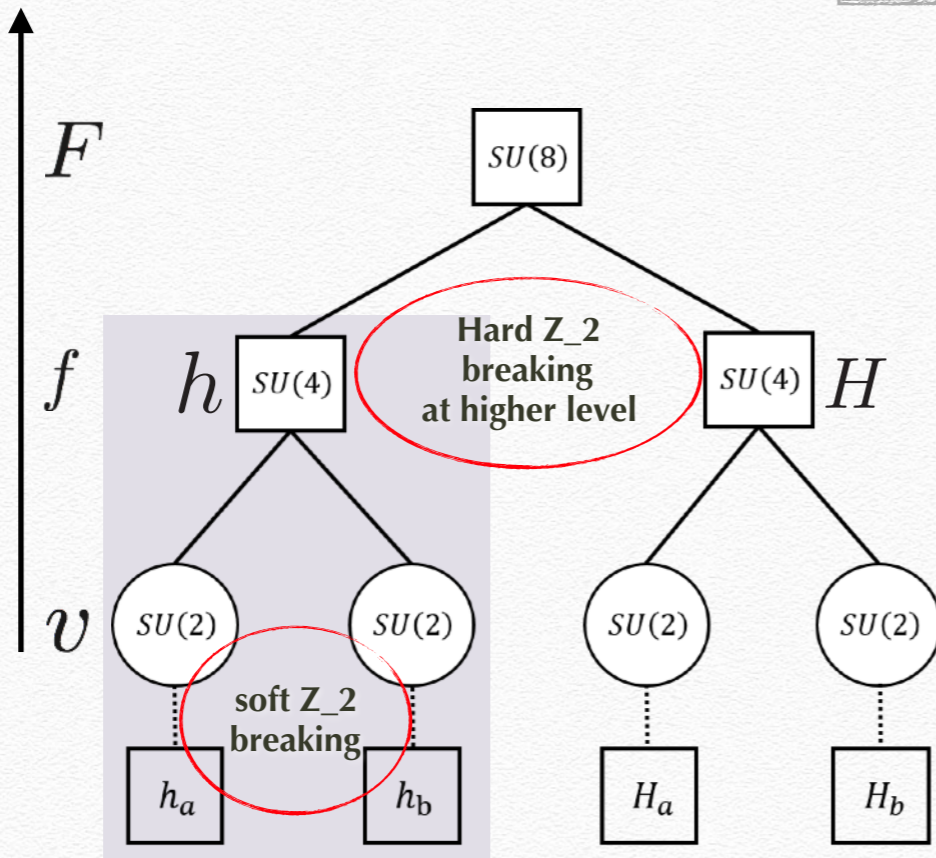 F
SU(8)
f
h
SU(4)
Hard Z_2
breaking
at higher level
SU(4)
H
v
SU(2)
SU(2)
SU(2)
SU(2)
soft Z_2
breaking
h_a
h_b
H_a
H_b